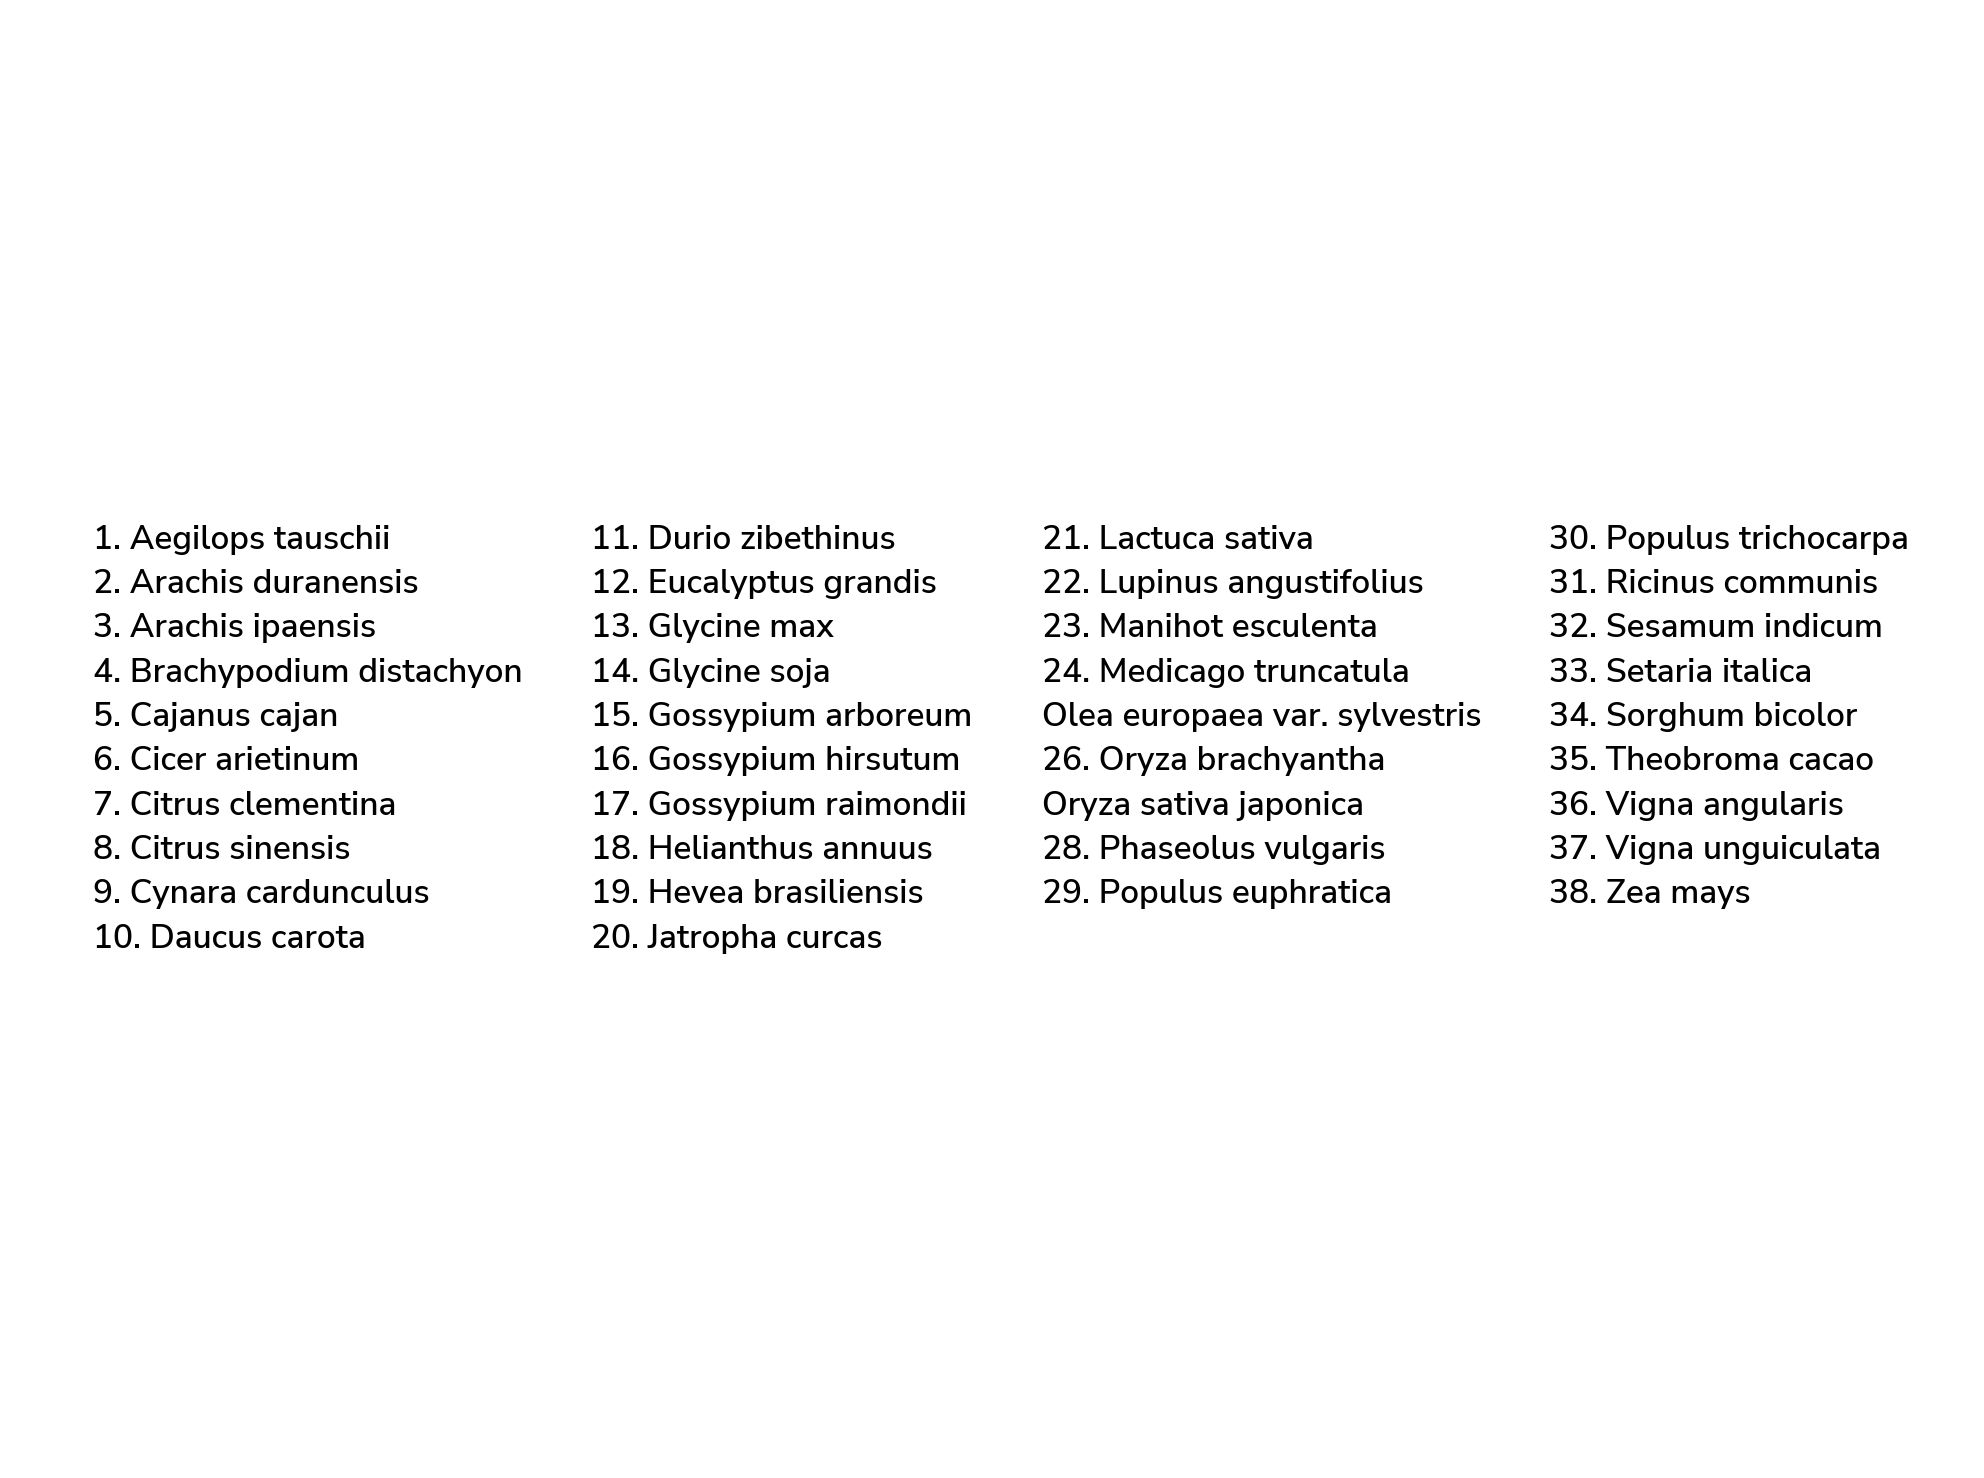 1. Aegilops tauschii
2. Arachis duranensis
3. Arachis ipaensis
4. Brachypodium distachyon
5. Cajanus cajan
6. Cicer arietinum
7. Citrus clementina
8. Citrus sinensis
9. Cynara cardunculus
10. Daucus carota
11. Durio zibethinus
12. Eucalyptus grandis
13. Glycine max
14. Glycine soja
15. Gossypium arboreum
16. Gossypium hirsutum
17. Gossypium raimondii
18. Helianthus annuus
19. Hevea brasiliensis
20. Jatropha curcas
21. Lactuca sativa
22. Lupinus angustifolius
23. Manihot esculenta
24. Medicago truncatula
Olea europaea var. sylvestris
26. Oryza brachyantha
Oryza sativa japonica
28. Phaseolus vulgaris
29. Populus euphratica
30. Populus trichocarpa
31. Ricinus communis
32. Sesamum indicum
33. Setaria italica
34. Sorghum bicolor
35. Theobroma cacao
36. Vigna angularis
37. Vigna unguiculata
38. Zea mays